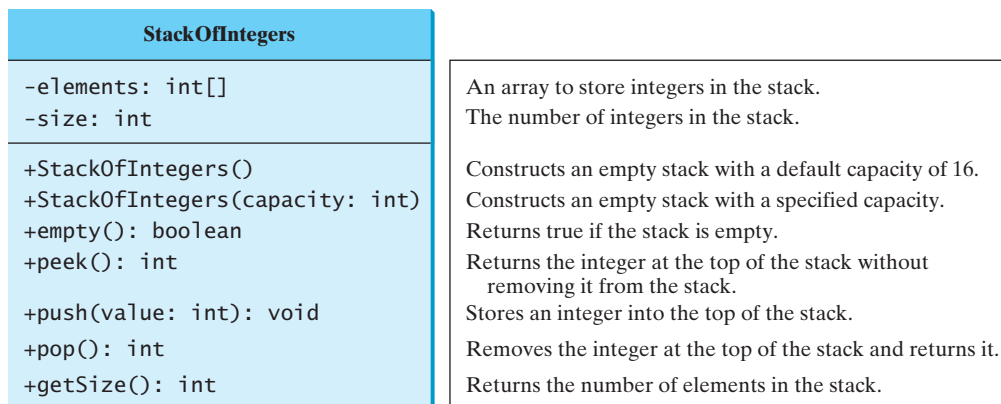 StackOfIntegers
-elements: int[]
An array to store integers in the stack.
-size: int
The number of integers in the stack.
+StackOfIntegers()
Constructs an empty stack with a default capacity of 16.
+StackOfIntegers(capacity: int)
Constructs an empty stack with a specified capacity.
+empty(): boolean
Returns true if the stack is empty.
+peek(): int
Returns the integer at the top of the stack without
removing it from the stack.
+push(value: int): void
Stores an integer into the top of the stack.
+pop(): int
Removes the integer at the top of the stack and returns it.
+getSize(): int
Returns the number of elements in the stack.